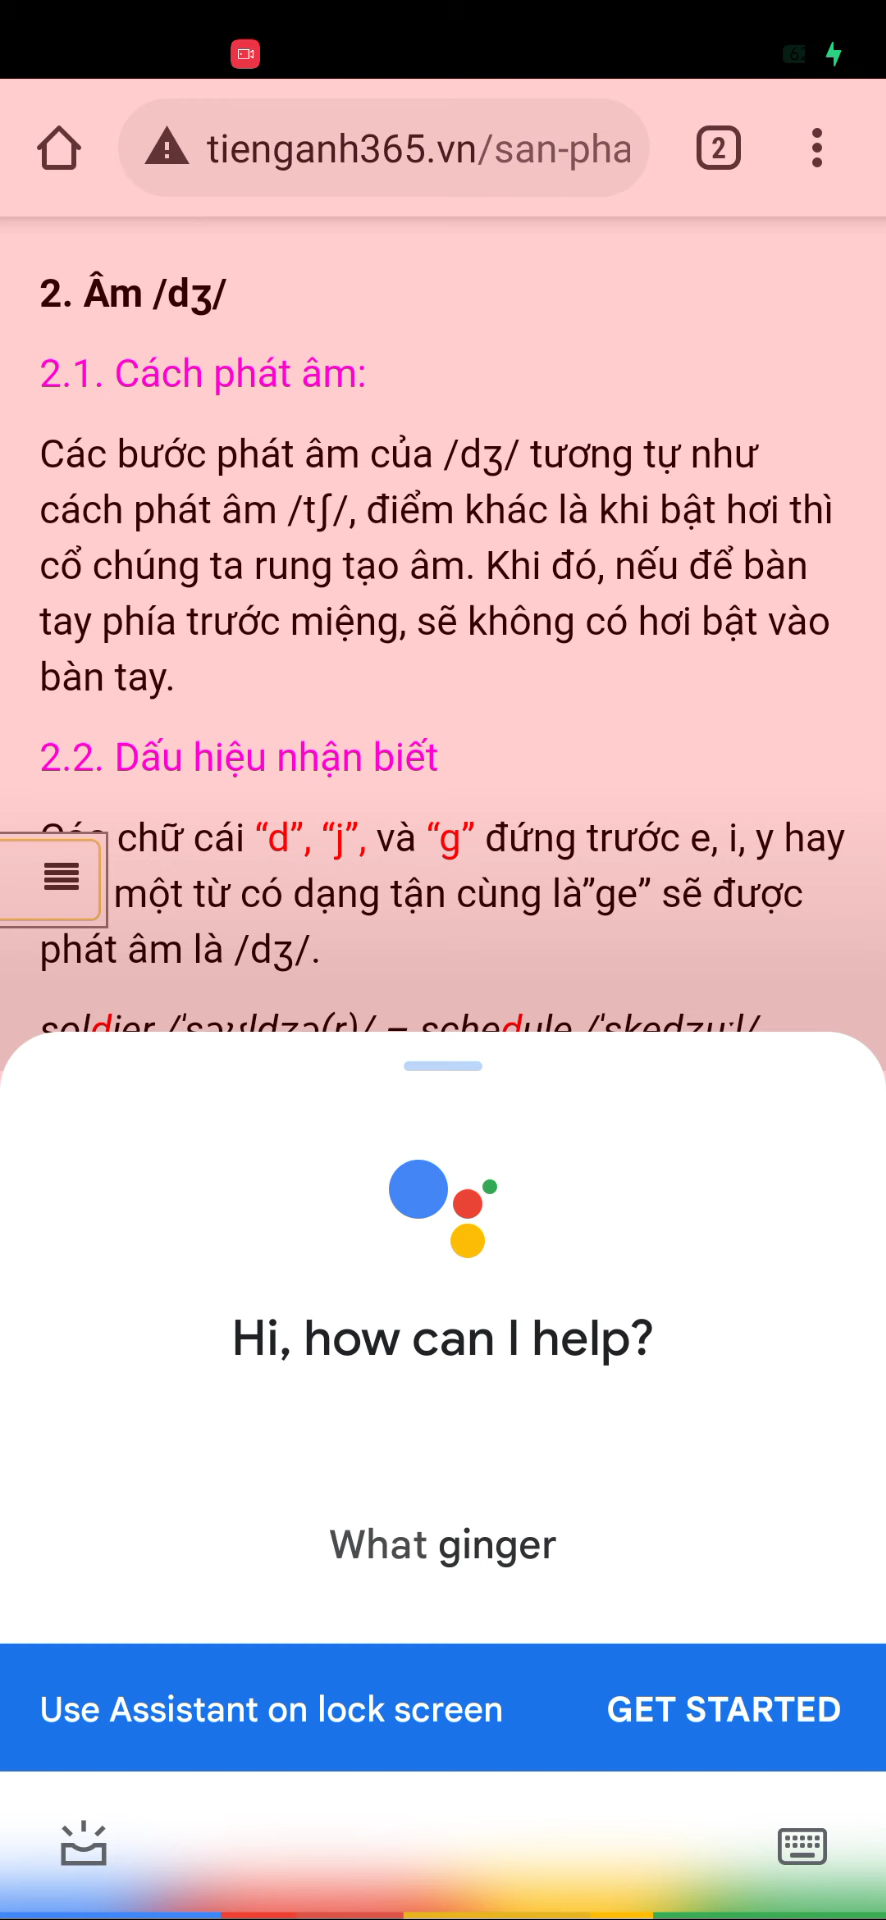 tienganh365.vn/san-pha
2
2. Âm /dʒ/
2.1. Cách phát âm:
Các bước phát âm của /dʒ/ tương tự như
cách phát âm /tʃ/, điểm khác là khi bật hơi thì
cổ chúng ta rung tạo âm. Khi đó, nếu để bàn
tay phía trước miệng, sẽ không có hơi bật vào
bàn tay.
2.2. Dấu hiệu nhận biết
chữ cái “d”, “j”, và “g” đứng trước e, i, y hay
một từ có dạng tận cùng là”ge” sẽ được
phát âm là /dʒ/.
soldier /ˈsəʊldʒə(r)/ – schedule /ˈskedʒuːl/
Hi, how can I help?
What ginger
Use Assistant on lock screen GET STARTED